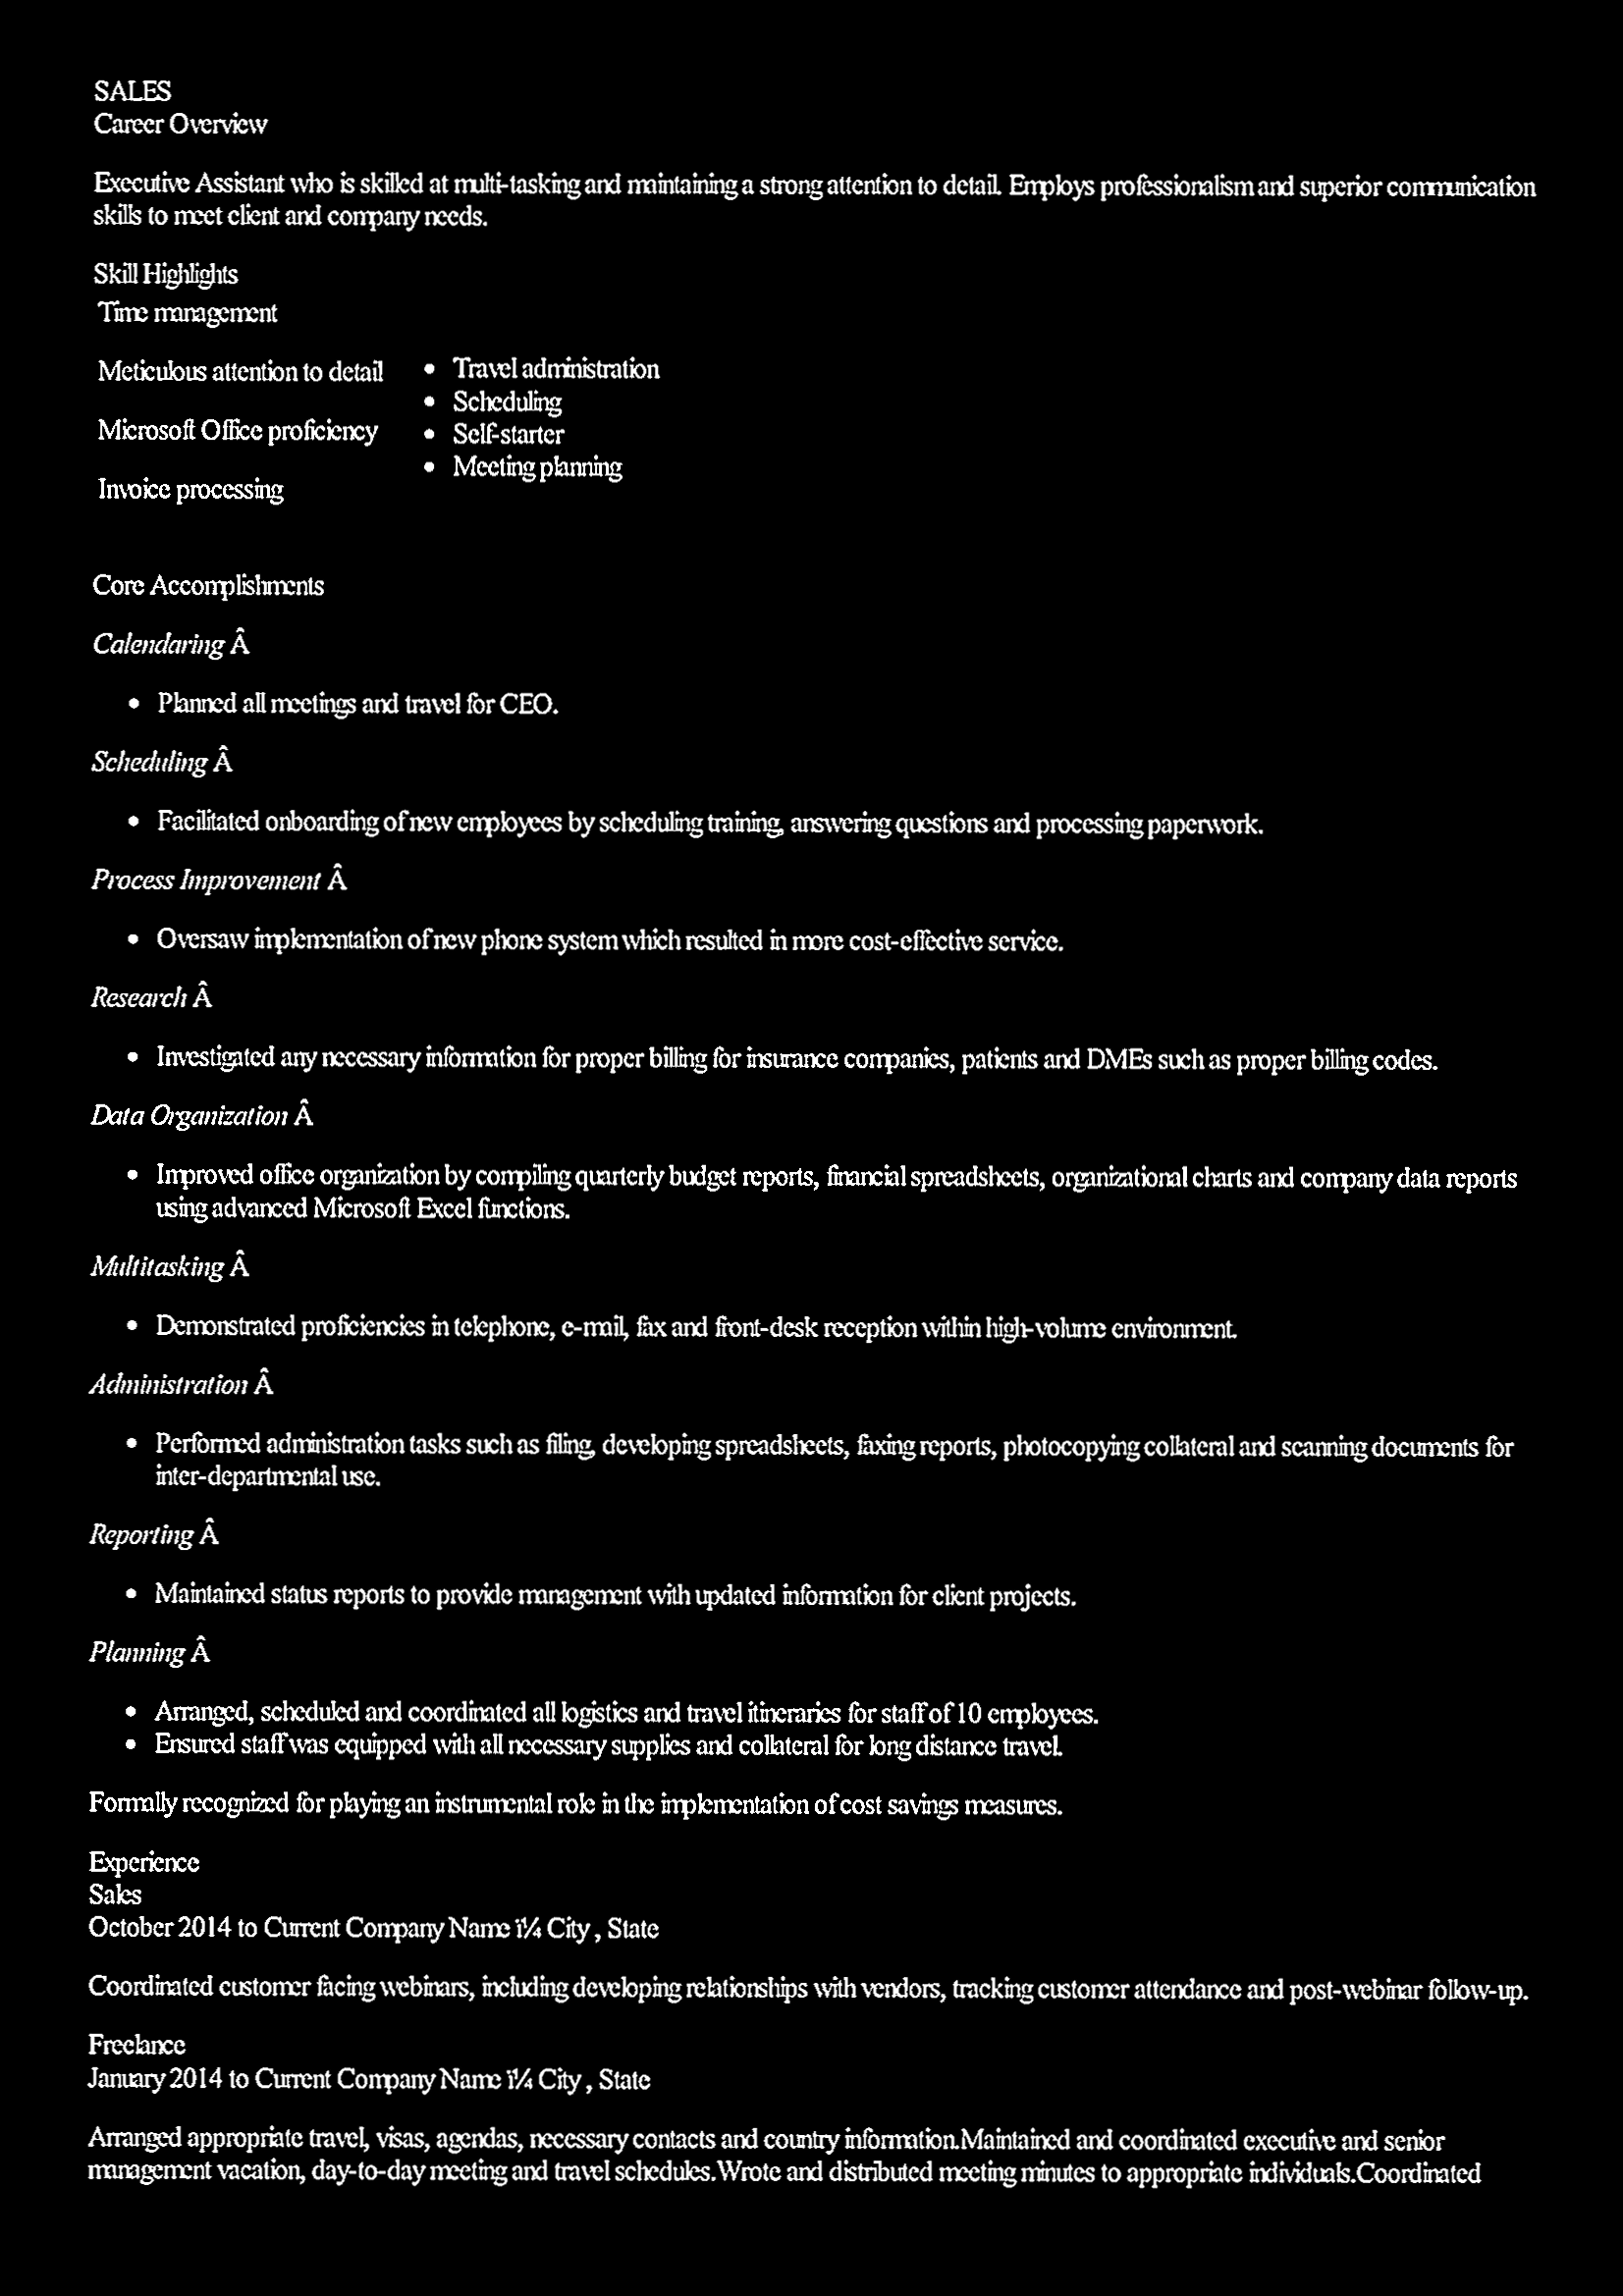 SALES
Career Overview
Executive Assistant who is skilled at multi-tasking and maintaining a strong attention to detail. Employs professionalism and superior communication
skills to meet client and company needs.
Skill Highlights
Time management
Meticulous attention to detail
Microsoft Office proficiency
Invoice processing
• Travel administration
• Scheduling
• Self-starter
• Meeting planning
Core Accomplishments
Calendaring Â
• Planned all meetings and travel for CEO.
Scheduling Â
• Facilitated onboarding of new employees by scheduling training, answering questions and processing paperwork.
Process Improvement Â
• Oversaw implementation of new phone system which resulted in more cost-effective service.
Research Â
• Investigated any necessary information for proper billing for insurance companies, patients and DMEs such as proper billing codes.
Data Organization Â
• Improved office organization by compiling quarterly budget reports, financial spreadsheets, organizational charts and company data reports
using advanced Microsoft Excel functions.
Multitasking Â
• Demonstrated proficiencies in telephone, e-mail, fax and front-desk reception within high-volume environment.
Administration Â
• Performed administration tasks such as filing, developing spreadsheets, faxing reports, photocopying collateral and scanning documents for
inter-departmental use.
Reporting Â
• Maintained status reports to provide management with updated information for client projects.
Planning Â
• Arranged, scheduled and coordinated all logistics and travel itineraries for staff of 10 employees.
• Ensured staff was equipped with all necessary supplies and collateral for long distance travel.
Formally recognized for playing an instrumental role in the implementation of cost savings measures.
Experience
Sales
October 2014 to Current Company Name ï¼ City , State
Coordinated customer facing webinars, including developing relationships with vendors, tracking customer attendance and post-webinar follow-up.
Freelance
January 2014 to Current Company Name ï¼ City , State
Arranged appropriate travel, visas, agendas, necessary contacts and country information.Maintained and coordinated executive and senior
management vacation, day-to-day meeting and travel schedules.Wrote and distributed meeting minutes to appropriate individuals.Coordinated